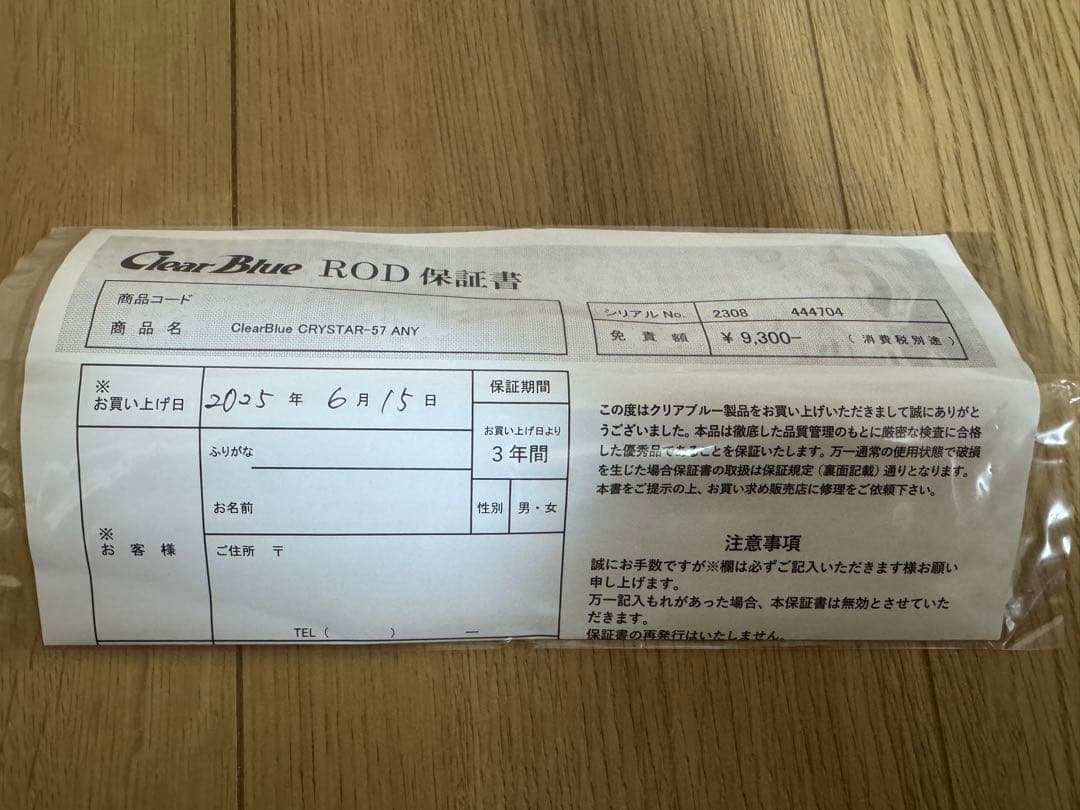 Clear Blue ROD 保証書
商品コード
商品名 ClearBlue CRYSTAR-57 ANY
シリアル No. 2308 444704
免責額 ¥9,300- (消費税別途)
※
お買い上げ日 2025 年 6 月 15 日
保証期間
お買い上げ日より
3年間
※
お客様
ふりがな
お名前
性別 男・女
ご住所 〒
TEL ( ) ―
この度はクリアブルー製品をお買い上げいただきまして誠にありがと
うございました。本品は徹底した品質管理のもとに厳密な検査に合格
した優秀品であることを保証いたします。万一通常の使用状態で破損
を生じた場合保証書の取扱は保証規定(裏面記載)通りとなります。
本書をご提示の上、お買い求め販売店に修理をご依頼下さい。
注意事項
誠にお手数ですが※欄は必ずご記入いただきます様お願い
申し上げます。
万一記入もれがあった場合、本保証書は無効とさせていた
だきます。
保証書の再発行はいたしません。